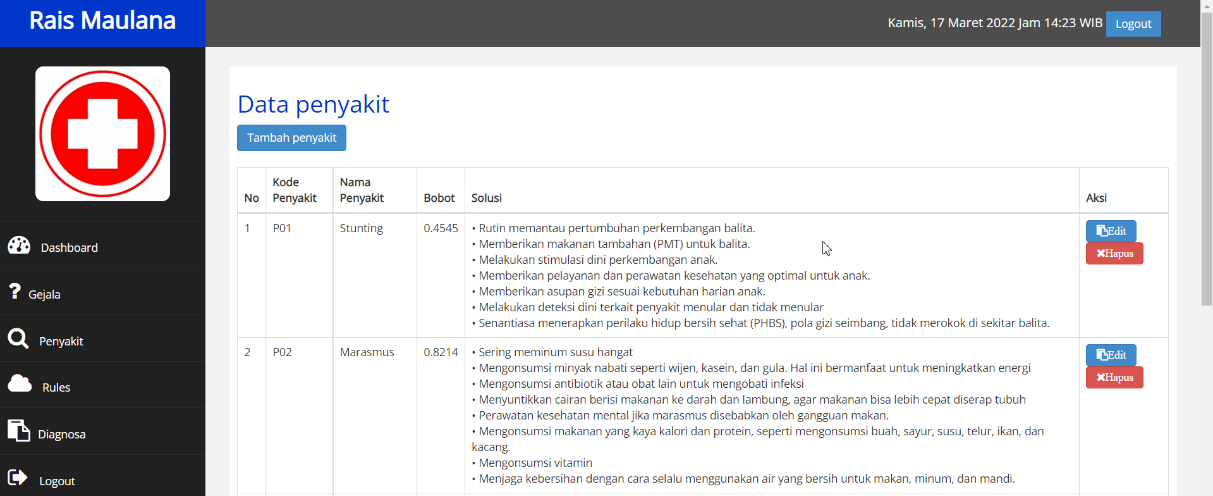 Rais Maulana
Kamis, 17 Maret 2022 Jam 14:23 WIB
Logout
Data penyakit
Tambah penyakit
No
Kode
Penyakit
Nama
Penyakit
Bobot
Solusi
Aksi
1
P01
Stunting
0.4545
• Rutin memantau pertumbuhan perkembangan balita.
• Memberikan makanan tambahan (PMT) untuk balita.
• Melakukan stimulasi dini perkembangan anak.
• Memberikan pelayanan dan perawatan kesehatan yang optimal untuk anak.
• Memberikan asupan gizi sesuai kebutuhan harian anak.
• Melakukan deteksi dini terkait penyakit menular dan tidak menular
• Senantiasa menerapkan perilaku hidup bersih sehat (PHBS), pola gizi seimbang, tidak merokok di sekitar balita.
Edit
Hapus
2
P02
Marasmus
0.8214
• Sering meminum susu hangat
• Mengonsumsi minyak nabati seperti wijen, kasein, dan gula. Hal ini bermanfaat untuk meningkatkan energi
• Mengonsumsi antibiotik atau obat lain untuk mengobati infeksi
• Menyuntikkan cairan berisi makanan ke darah dan lambung, agar makanan bisa lebih cepat diserap tubuh
• Perawatan kesehatan mental jika marasmus disebabkan oleh gangguan makan.
• Mengonsumsi makanan yang kaya kalori dan protein, seperti mengonsumsi buah, sayur, susu, telur, ikan, dan
kacang.
• Mengonsumsi vitamin
• Menjaga kebersihan dengan cara selalu menggunakan air yang bersih untuk makan, minum, dan mandi.
Edit
Hapus
Dashboard
Gejala
Penyakit
Rules
Diagnosa
Logout